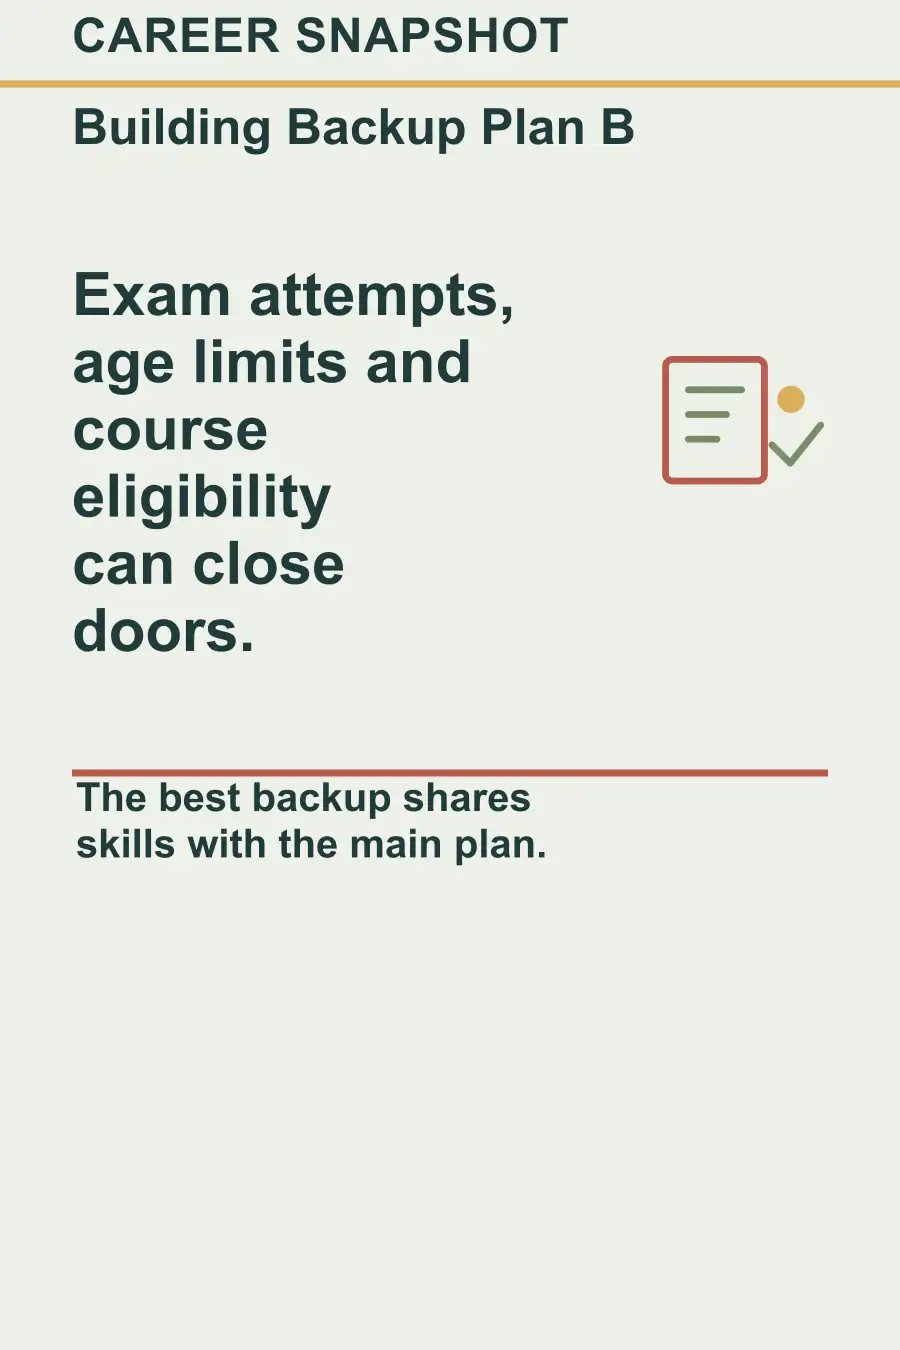 CAREER SNAPSHOT
Building Backup Plan B
Exam attempts,
age limits and
course
eligibility
can close
doors.
The best backup shares
skills with the main plan.